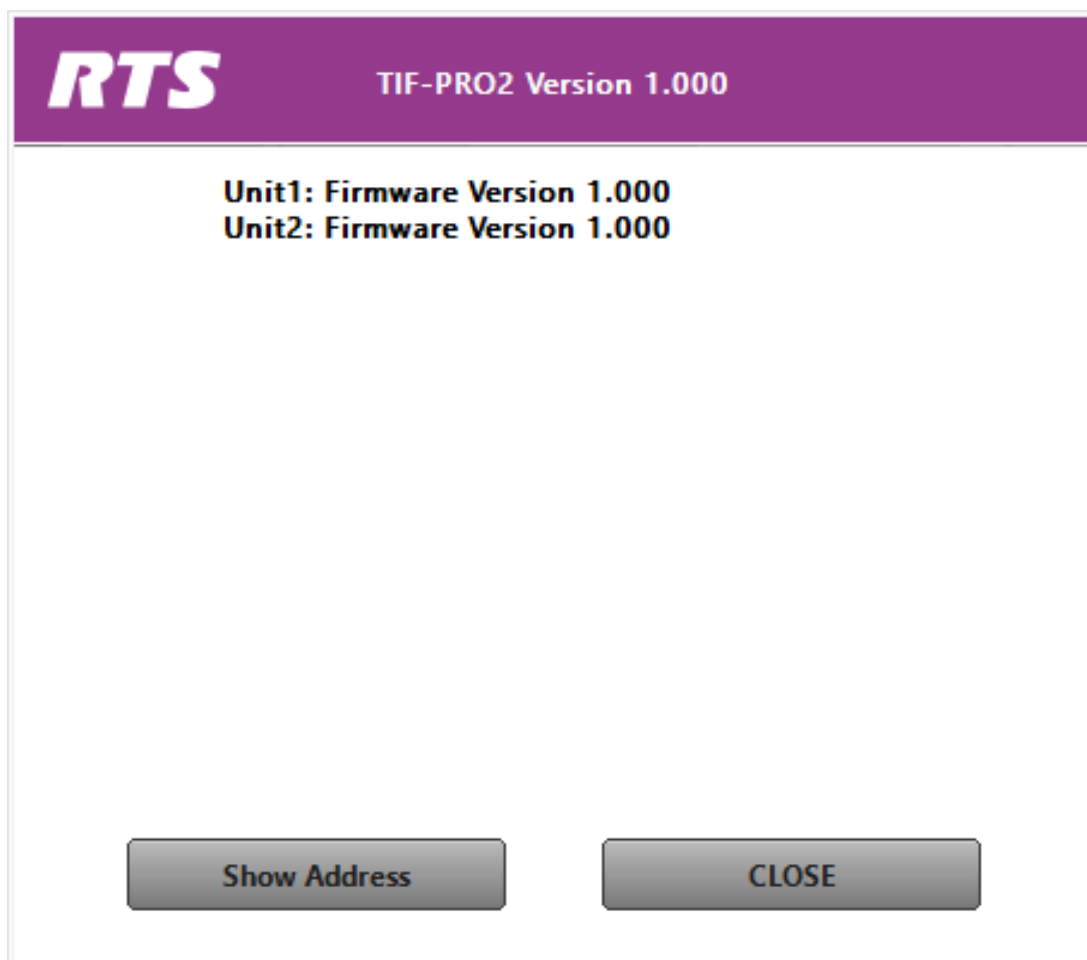 RTS
TIF-PRO2 Version 1.000
Unit1: Firmware Version 1.000
Unit2: Firmware Version 1.000
Show Address
CLOSE